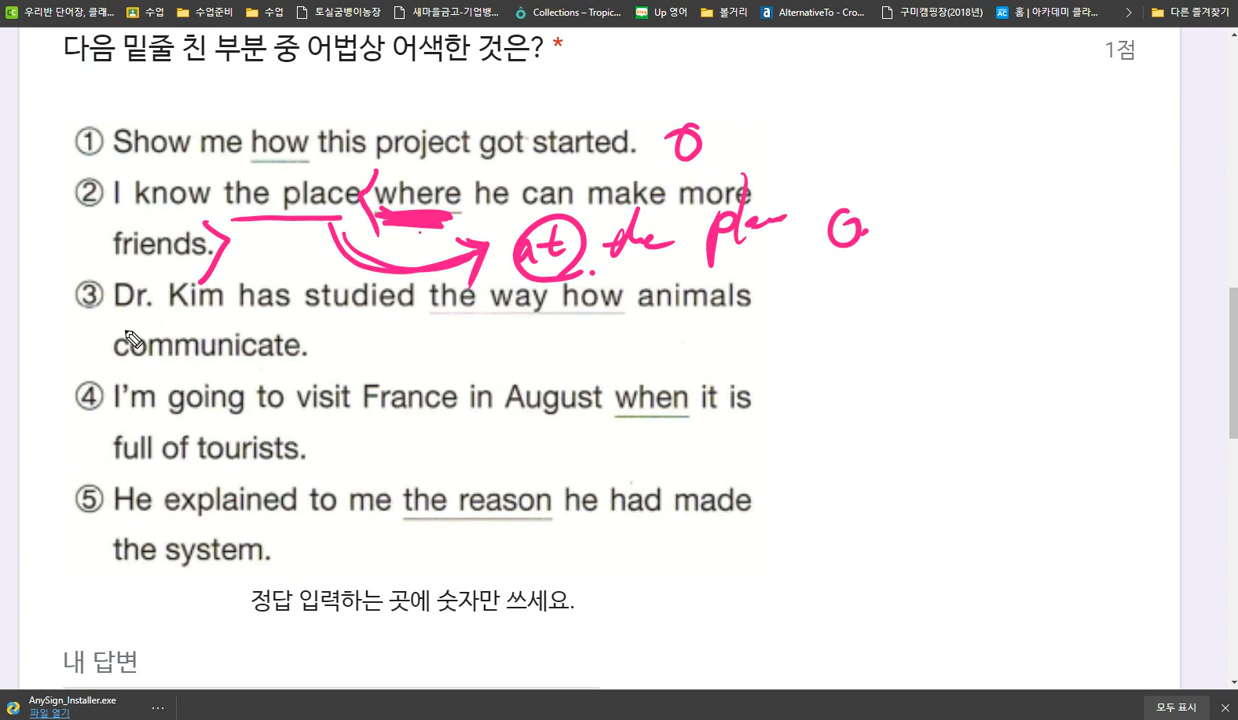 우리반 단어장, 클래... 수업 수업준비 수업 토실굼벵이농장 새마을금고-기업뱅... Collections – Tropic... Up 영어 볼거리 AlternativeTo - Cro... 구미캠핑장(2018년) 홈 | 아카데미 클라... 다른 즐겨찾기
다음 밑줄 친 부분 중 어법상 어색한 것은? *
1점
① Show me how this project got started.
② I know the place where he can make more
friends.
at the place
③ Dr. Kim has studied the way how animals
communicate.
④ I'm going to visit France in August when it is
full of tourists.
⑤ He explained to me the reason he had made
the system.
정답 입력하는 곳에 숫자만 쓰세요.
내 답변
AnySign_Installer.exe
파일 열기
모두 표시